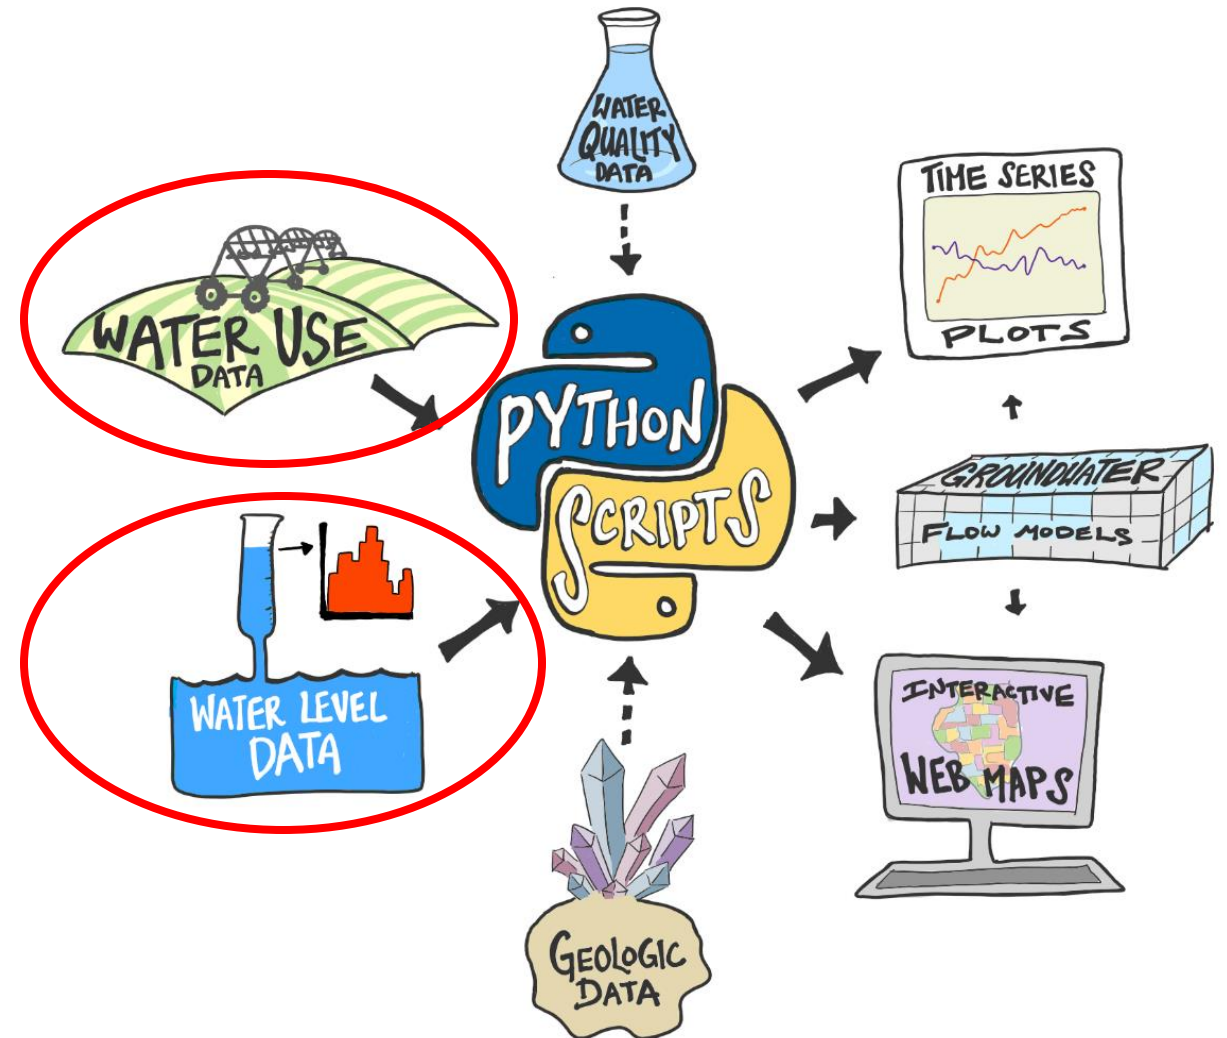 WATER
QUALITY
DATA
WATER USE
DATA
TIME SERIES
PLOTS
PYTHON
SCRIPTS
GROUNDWATER
FLOW MODELS
WATER LEVEL
DATA
INTERACTIVE
WEB MAPS
GEOLOGIC
DATA